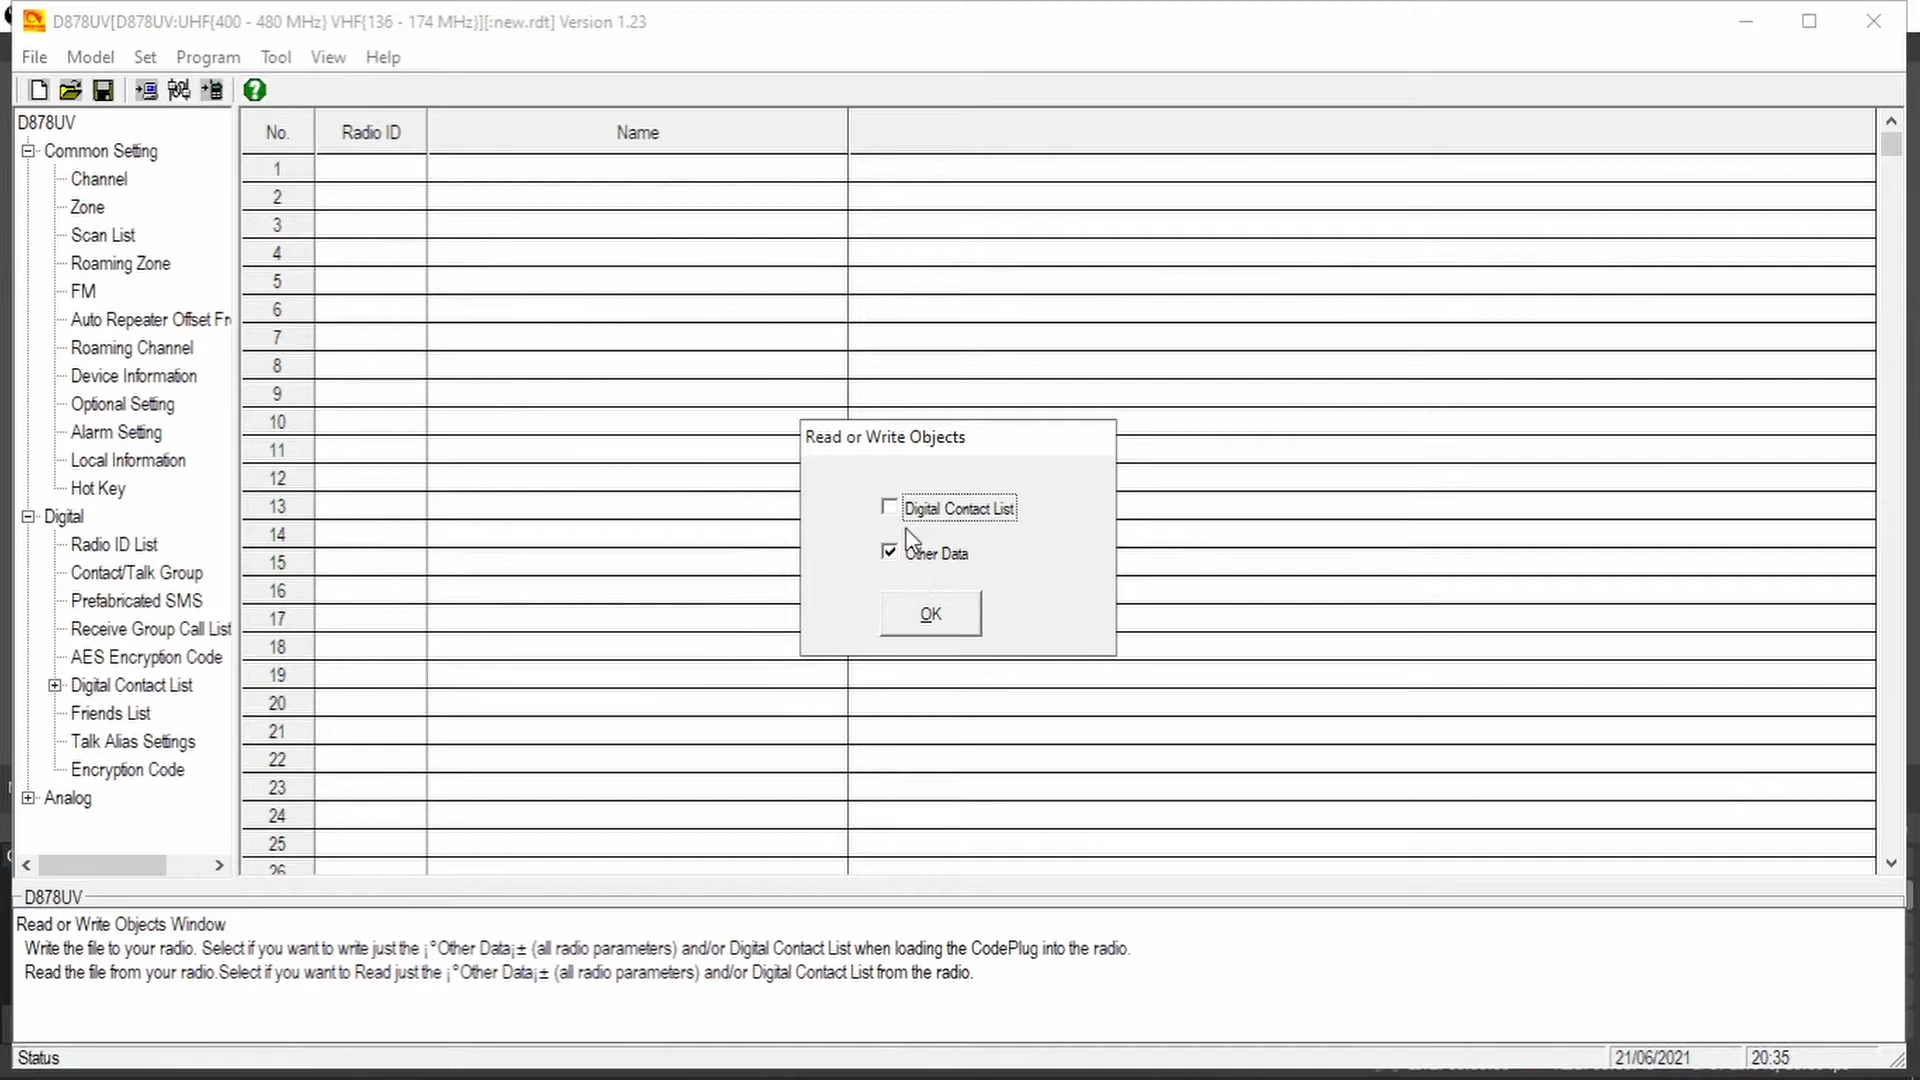 D878UV[D878UV:UHF{400 - 480 MHz} VHF{136 - 174 MHz}][:new.rdt] Version 1.23
File Model Set Program Tool View Help
D878UV
Common Setting
Channel
Zone
Scan List
Roaming Zone
FM
Auto Repeater Offset Fr
Roaming Channel
Device Information
Optional Setting
Alarm Setting
Local Information
Hot Key
Digital
Radio ID List
Contact/Talk Group
Prefabricated SMS
Receive Group Call List
AES Encryption Code
Digital Contact List
Friends List
Talk Alias Settings
Encryption Code
Analog
No. Radio ID Name
1
2
3
4
5
6
7
8
9
10
11
12
13
14
15
16
17
18
19
20
21
22
23
24
25
26
Read or Write Objects
Digital Contact List
Other Data
OK
D878UV
Read or Write Objects Window
Write the file to your radio. Select if you want to write just the ¡°Other Data¡± (all radio parameters) and/or Digital Contact List when loading the CodePlug into the radio.
Read the file from your radio.Select if you want to Read just the ¡°Other Data¡± (all radio parameters) and/or Digital Contact List from the radio.
Status 21/06/2021 20:35